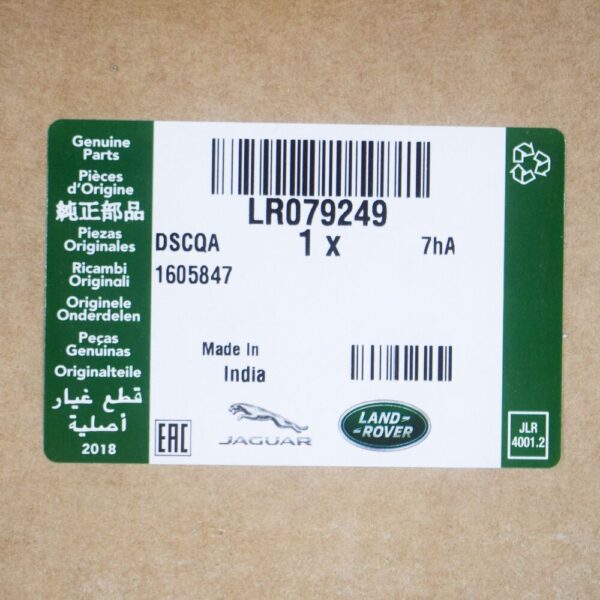 Genuine
Parts
Pièces
d'Origine
純正部品
Piezas
Originales
Ricambi
Originali
Originele
Onderdelen
Peças
Genuinas
Originalteile
قطع غيار
أصلية
2018
LR079249
DSCQA 1 x 7hA
1605847
Made In
India
EAC
JAGUAR
LAND-
-ROVER
JLR
4001.2